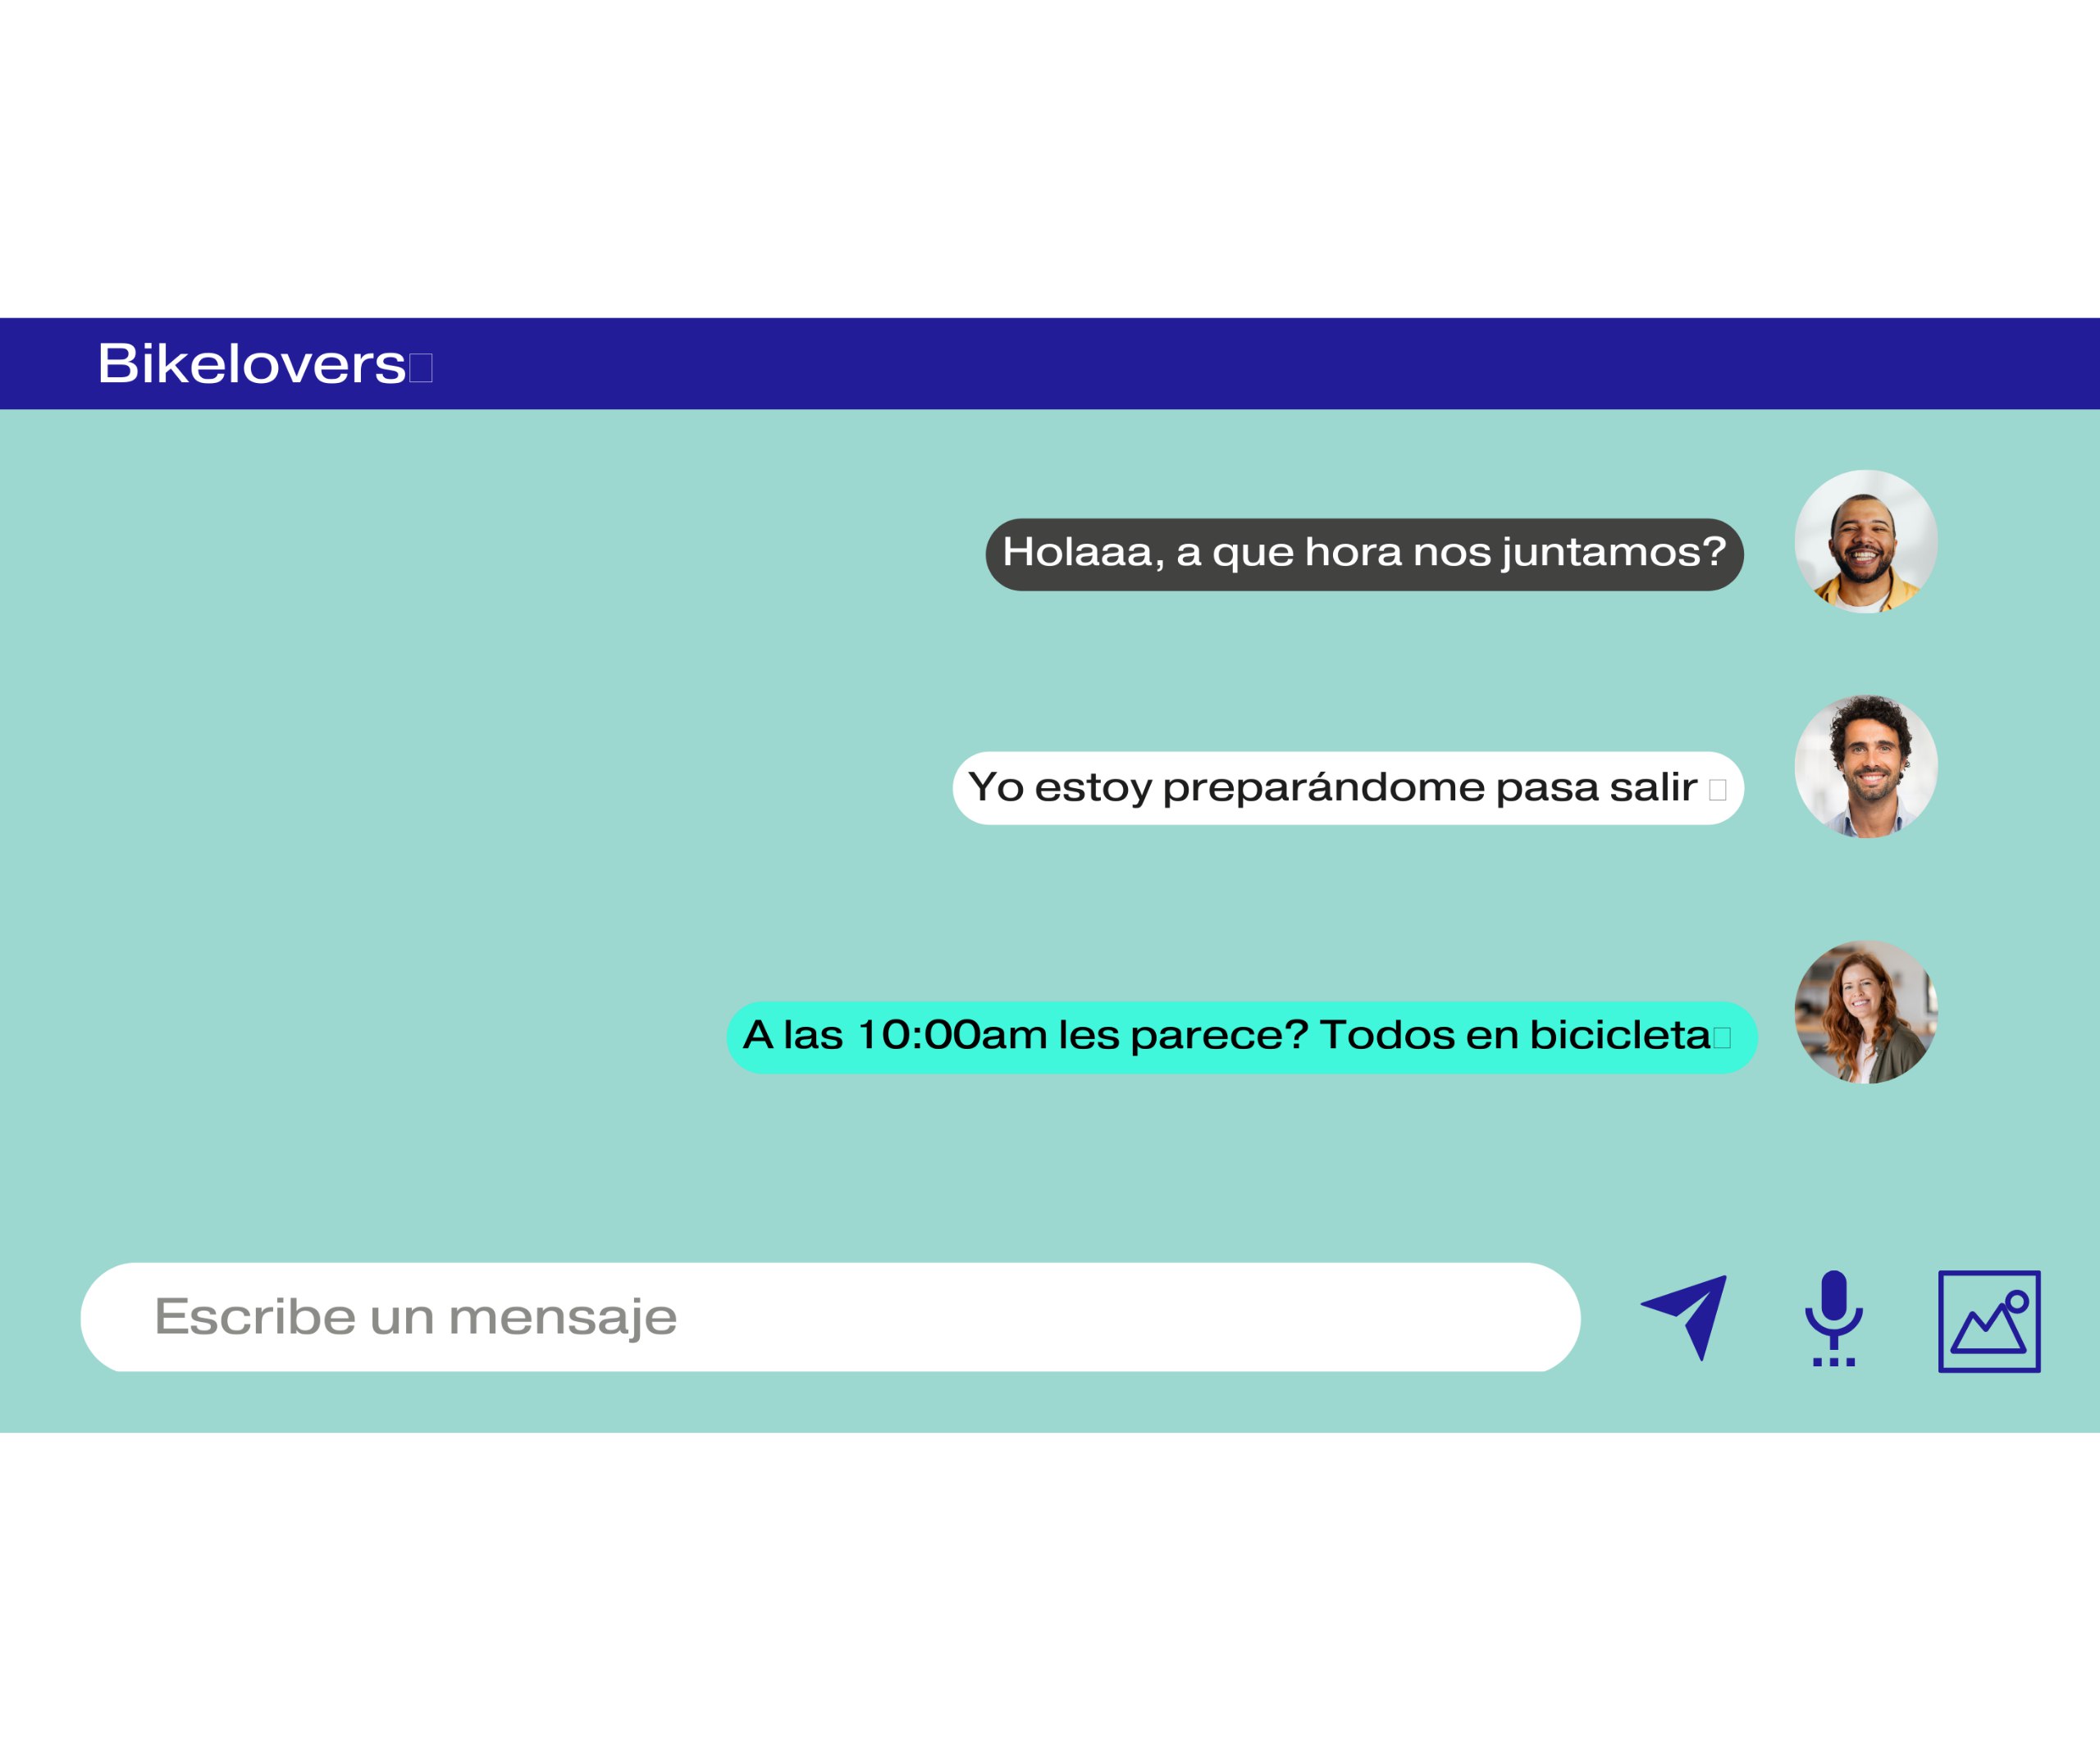 Bikelovers
Holaaa, a que hora nos juntamos?
Yo estoy preparándome pasa salir
A las 10:00am les parece? Todos en bicicleta
Escribe un mensaje